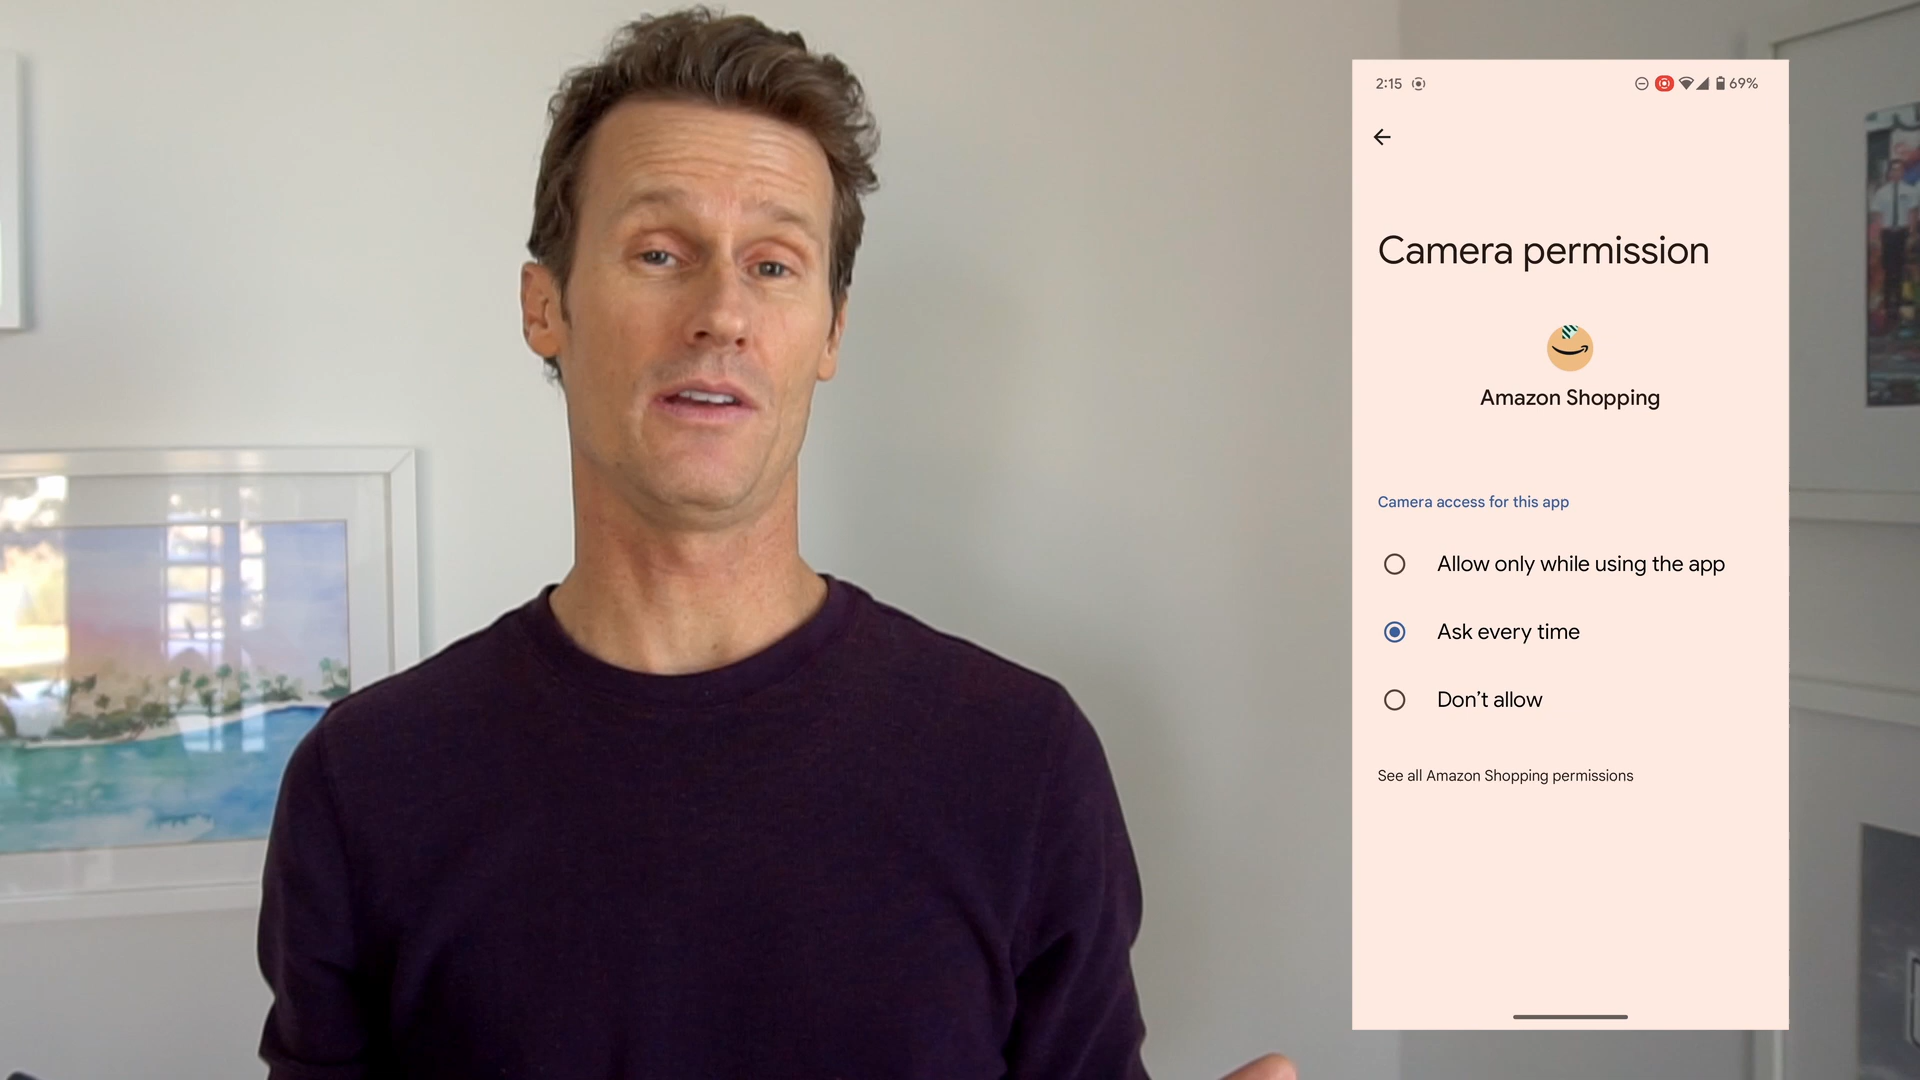 2:15 69%
Camera permission
Amazon Shopping
Camera access for this app
Allow only while using the app
Ask every time
Don’t allow
See all Amazon Shopping permissions